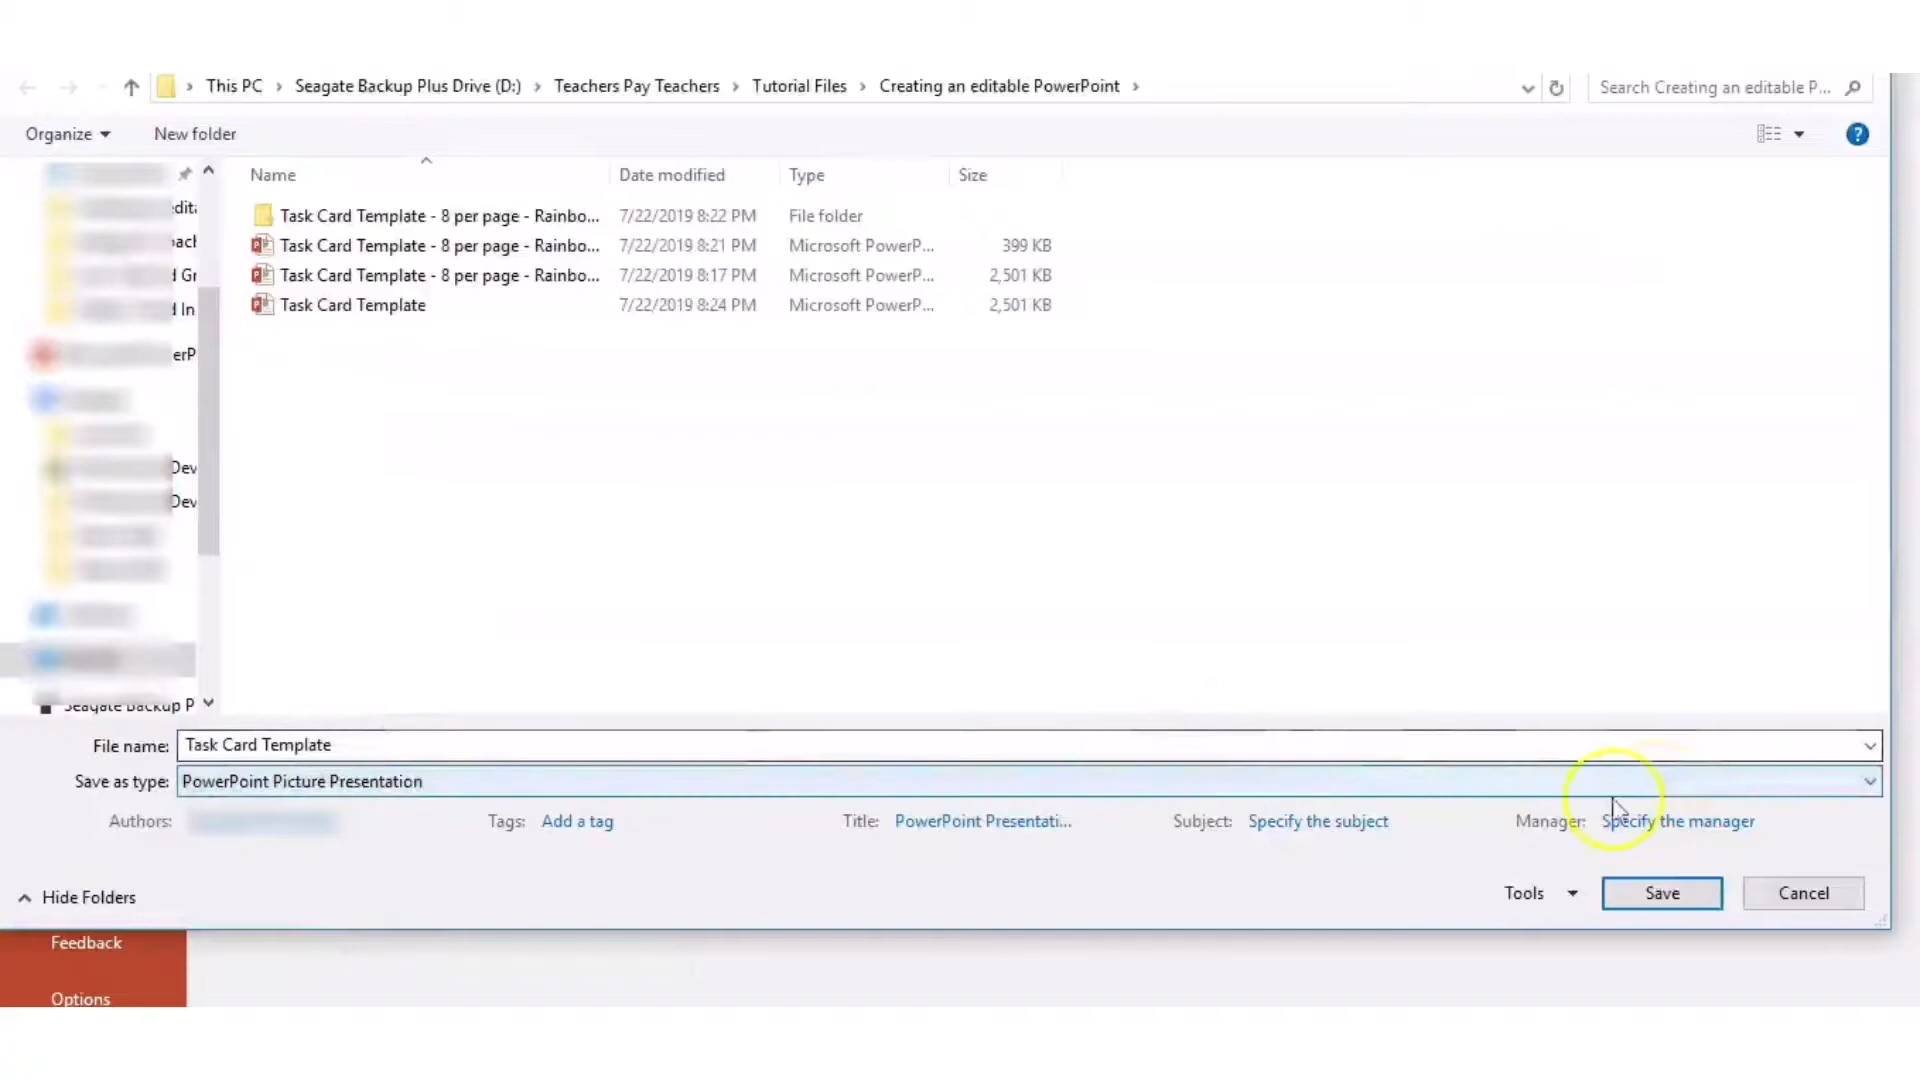 This PC > Seagate Backup Plus Drive (D:) > Teachers Pay Teachers > Tutorial Files > Creating an editable PowerPoint >
Search Creating an editable P...
Organize
New folder
Name
Date modified
Type
Size
Task Card Template - 8 per page - Rainbo... 7/22/2019 8:22 PM File folder
Task Card Template - 8 per page - Rainbo... 7/22/2019 8:21 PM Microsoft PowerP... 399 KB
Task Card Template - 8 per page - Rainbo... 7/22/2019 8:17 PM Microsoft PowerP... 2,501 KB
Task Card Template 7/22/2019 8:24 PM Microsoft PowerP... 2,501 KB
Seagate Backup P
File name: Task Card Template
Save as type: PowerPoint Picture Presentation
Authors:
Tags: Add a tag
Title: PowerPoint Presentati...
Subject: Specify the subject
Manager: Specify the manager
Hide Folders
Tools
Save
Cancel
Feedback
Options